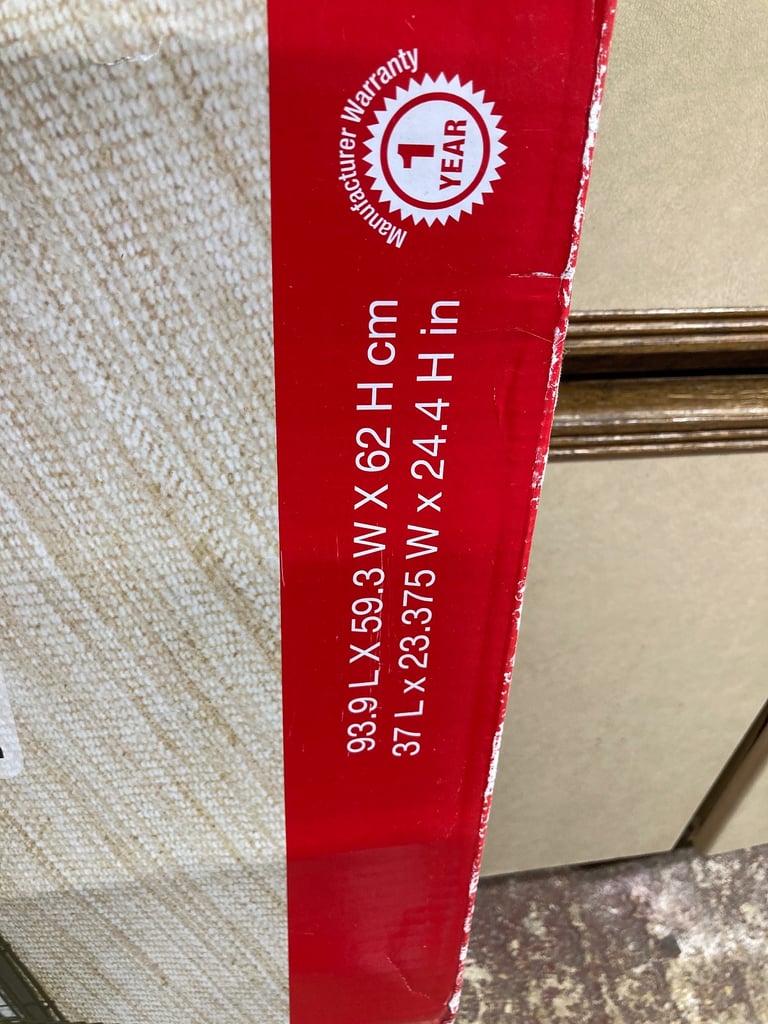 Manufacturer Warranty
1
YEAR
93.9 L X 59.3 W X 62 H cm
37 L x 23.375 W x 24.4 H in